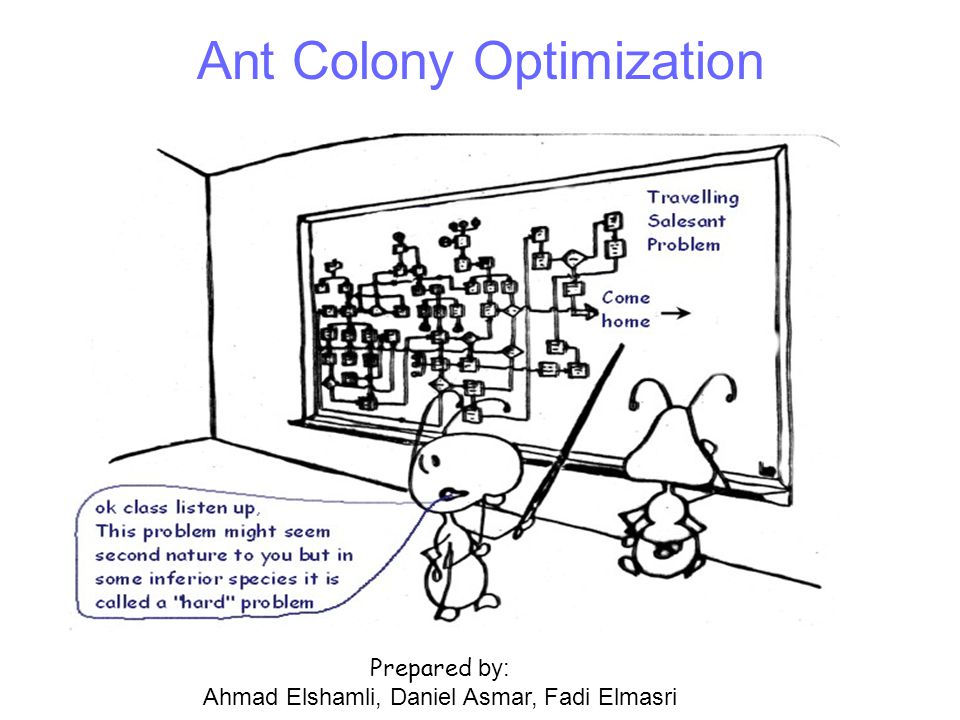 Ant Colony Optimization
Travelling
Salesant
Problem
Come
home
ok class listen up,
This problem might seem
second nature to you but in
some inferior species it is
called a "hard" problem
Prepared by:
Ahmad Elshamli, Daniel Asmar, Fadi Elmasri